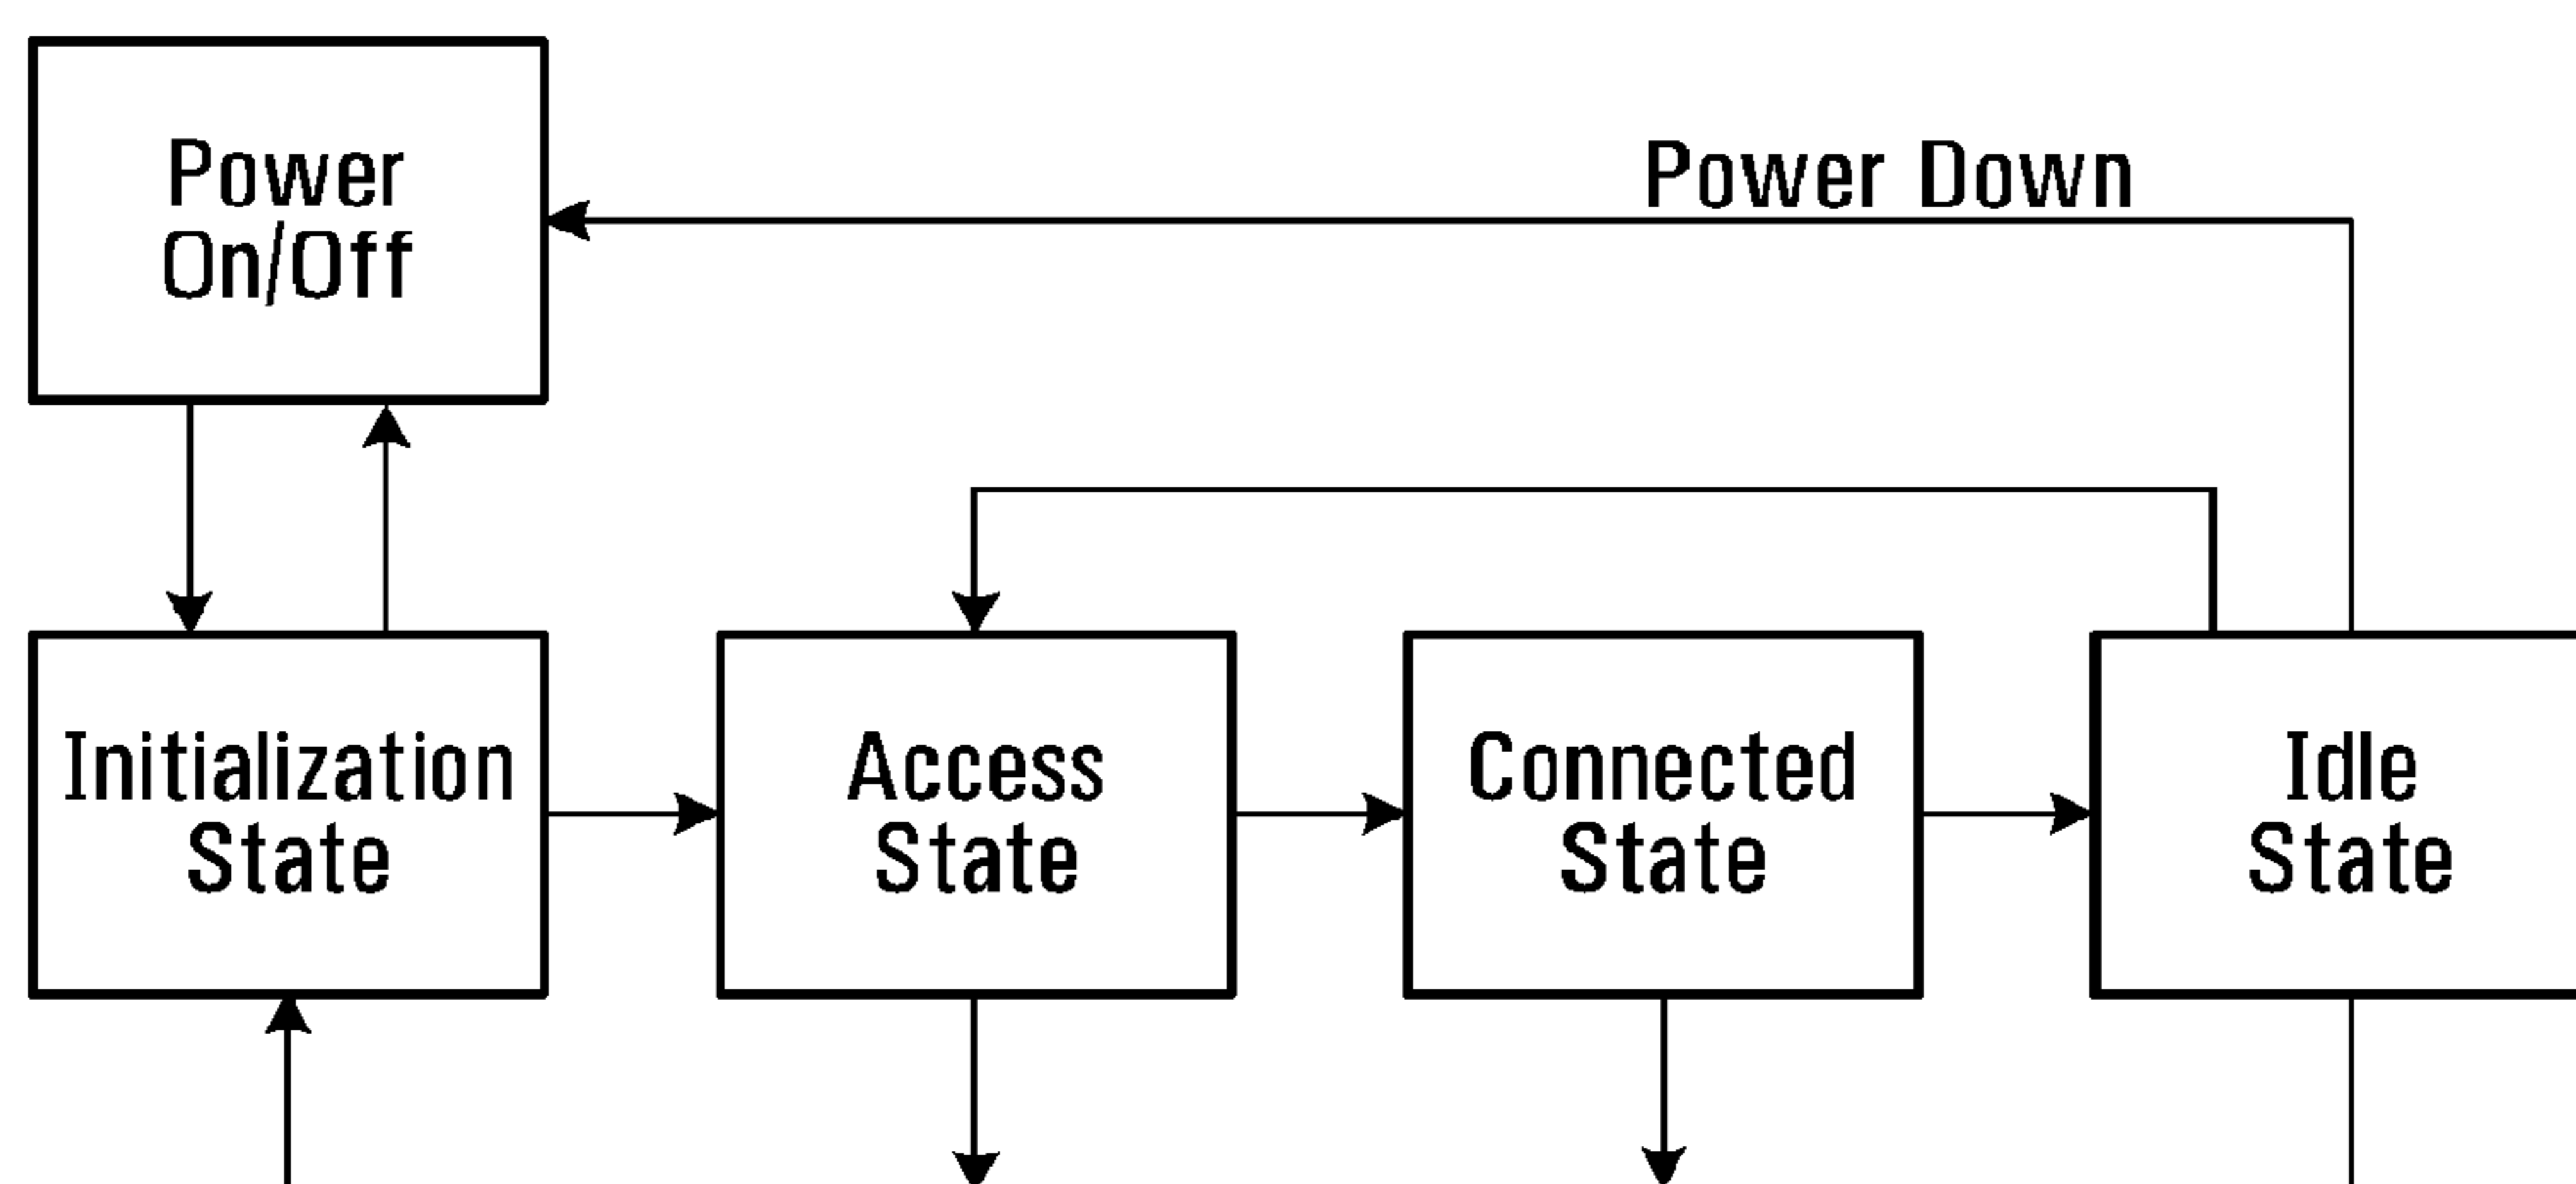 Power
On/Off
Power Down
Initialization
State
Access
State
Connected
State
Idle
State